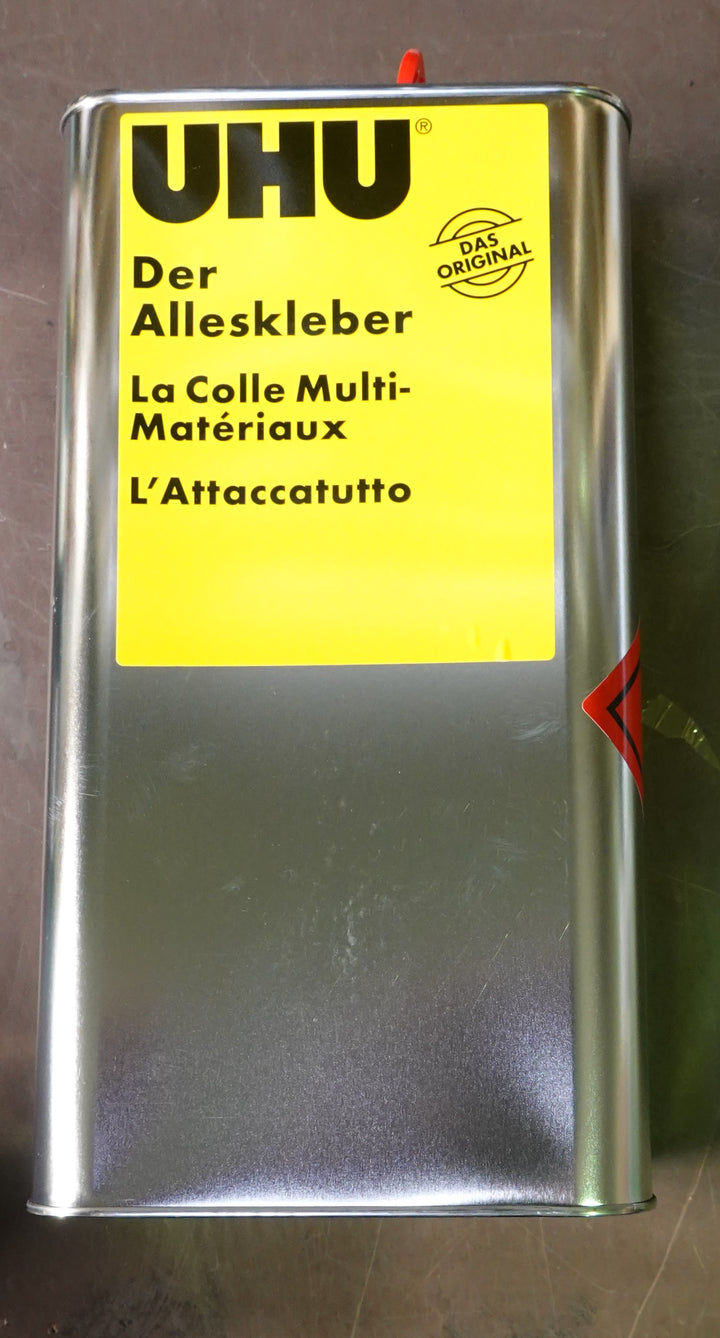 UHU®
DAS
ORIGINAL
Der
Alleskleber
La Colle Multi-
Matériaux
L'Attaccatutto